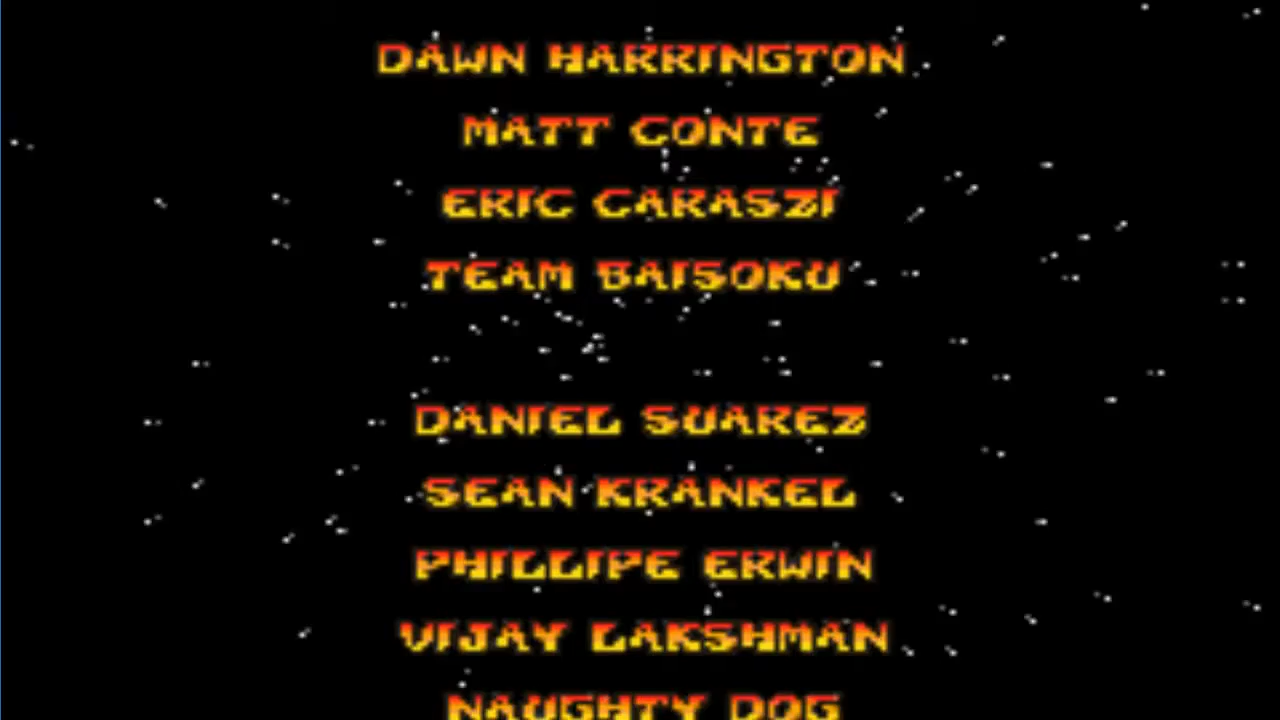 DAWN HARRINGTON
MATT CONTE
ERIC CARASZI
TEAM BAISOKU
DANIEL SUAREZ
SEAN KRANKEL
PHILLIPE ERWIN
VIJAY LAKSHMAN
NAUGHTY DOG